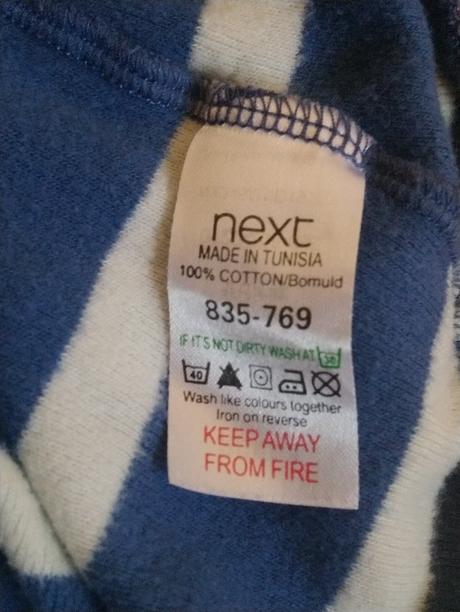 next
MADE IN TUNISIA
100% COTTON/Bomuld
835-769
IF IT'S NOT DIRTY WASH AT 30
40
Wash like colours together
Iron on reverse
KEEP AWAY
FROM FIRE